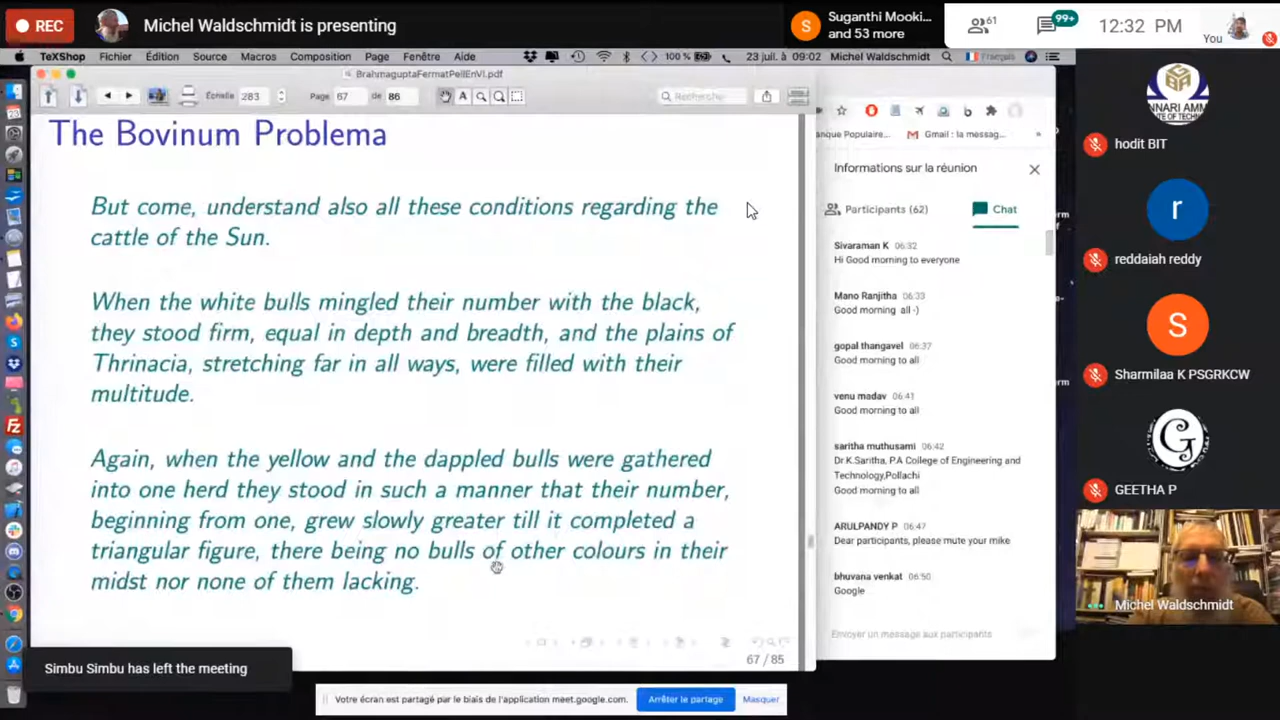 REC
Michel Waldschmidt is presenting
Suganthi Mooki...
and 53 more
61
99+
12:32 PM
You
TeXShop Fichier Édition Source Macros Composition Page Fenêtre Aide
100 % 23 juil. à 09:02 Michel Waldschmidt
Français
BrahmaguptaFermatPellEnVI.pdf
Échelle 283 Page 67 de 86
Recherche
The Bovinum Problema
But come, understand also all these conditions regarding the
cattle of the Sun.
When the white bulls mingled their number with the black,
they stood firm, equal in depth and breadth, and the plains of
Thrinacia, stretching far in all ways, were filled with their
multitude.
Again, when the yellow and the dappled bulls were gathered
into one herd they stood in such a manner that their number,
beginning from one, grew slowly greater till it completed a
triangular figure, there being no bulls of other colours in their
midst nor none of them lacking.
67 / 85
Simbu Simbu has left the meeting
Votre écran est partagé par le biais de l'application meet.google.com.
Arrêter le partage
Masquer
anque Populaire...
Gmail : la messag...
Informations sur la réunion
Participants (62)
Chat
Sivaraman K 06:32
Hi Good morning to everyone
Mano Ranjitha 06:33
Good morning all -)
gopal thangavel 06:37
Good morning to all
venu madav 06:41
Good morning to all
saritha muthusami 06:42
Dr K.Saritha, P.A College of Engineering and
Technology,Pollachi
Good morning to all
ARULPANDY P 06:47
Dear participants, please mute your mike
bhuvana venkat 06:50
Google
Envoyer un message aux participants
NNARI AMM
hodit BIT
r
reddaiah reddy
S
Sharmilaa K PSGRKCW
G
GEETHA P
Michel Waldschmidt